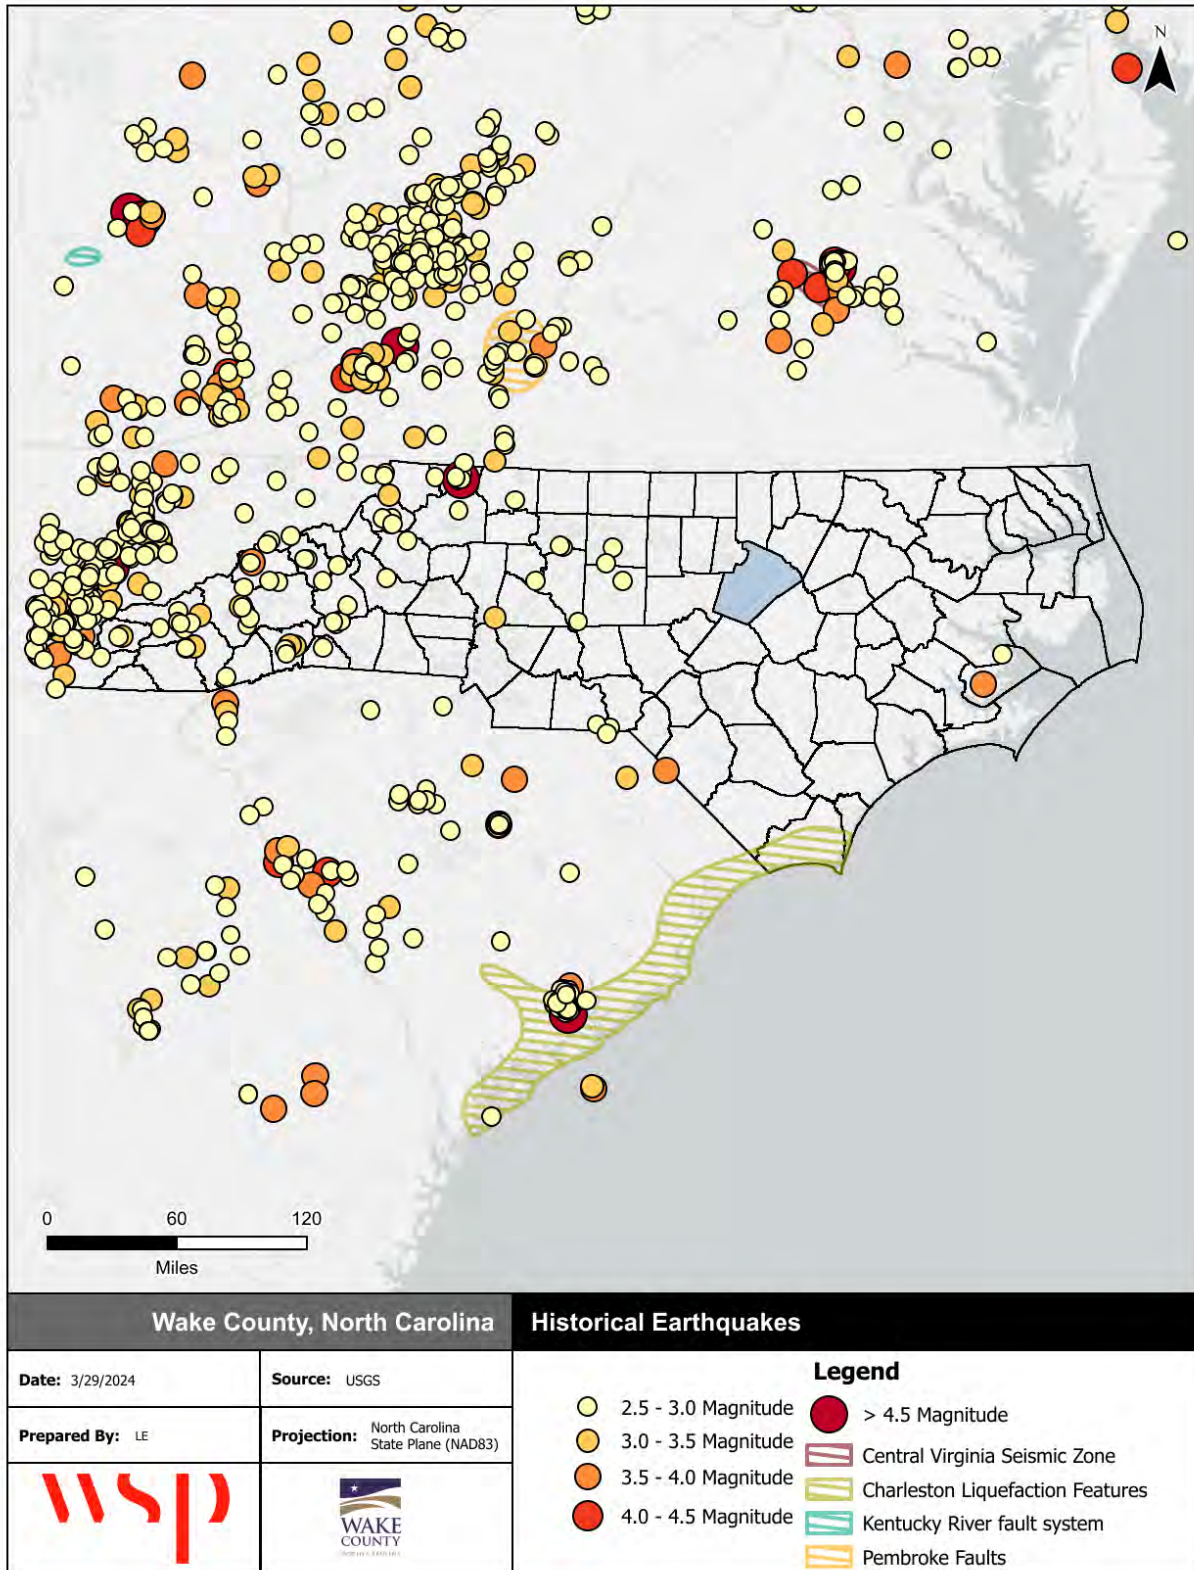 N
0 60 120
Miles
Wake County, North Carolina
Historical Earthquakes
Date: 3/29/2024
Source: USGS
Prepared By: LE
Projection: North Carolina
State Plane (NAD83)
wsp
WAKE
COUNTY
NORTH CAROLINA
Legend
2.5 - 3.0 Magnitude
3.0 - 3.5 Magnitude
3.5 - 4.0 Magnitude
4.0 - 4.5 Magnitude
> 4.5 Magnitude
Central Virginia Seismic Zone
Charleston Liquefaction Features
Kentucky River fault system
Pembroke Faults